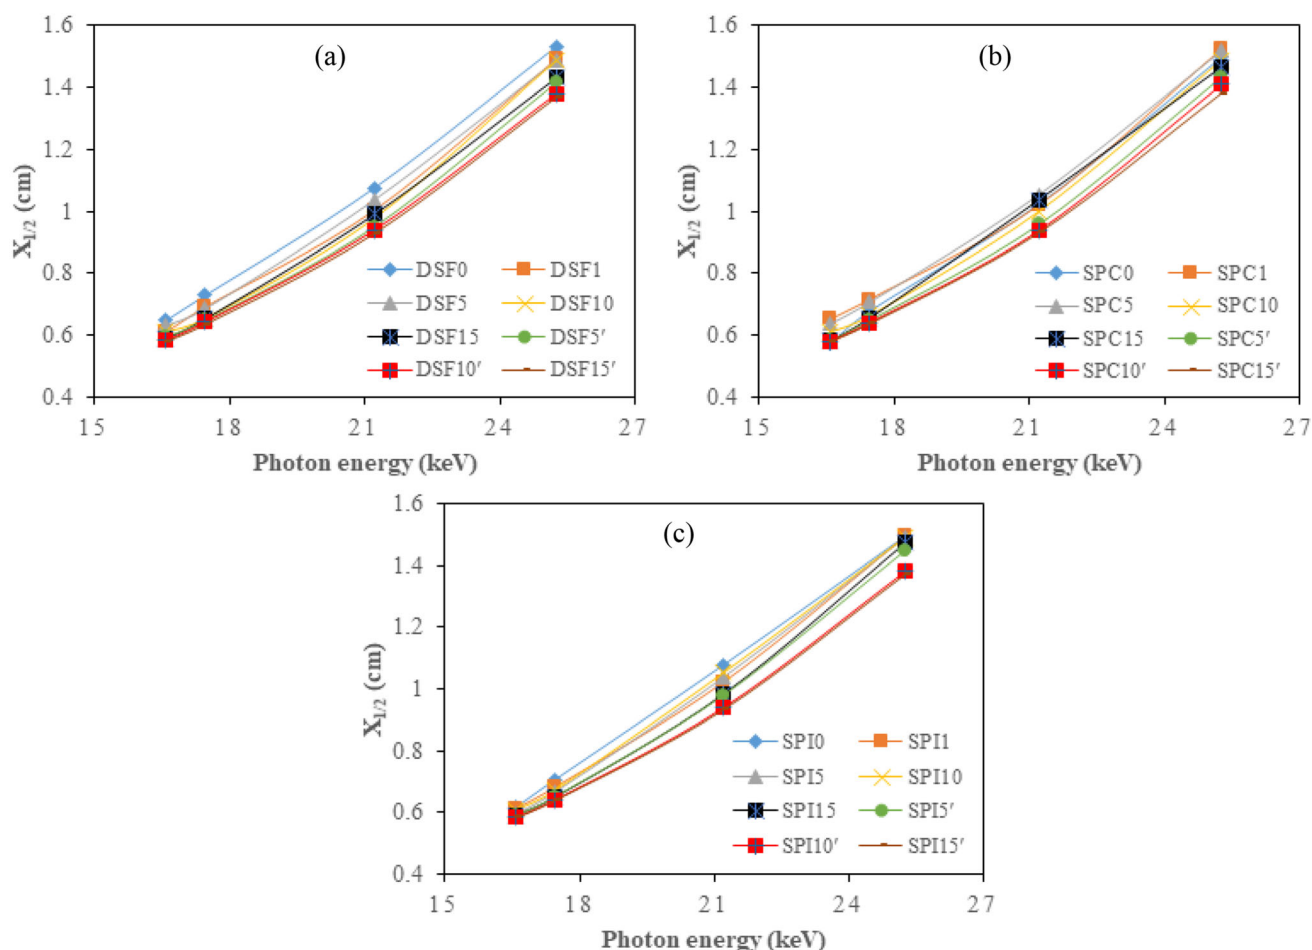 (a)
1.6
1.4
1.2
1
0.8
0.6
0.4
X1/2 (cm)
DSF0 DSF1
DSF5 DSF10
DSF15 DSF5′
DSF10′ DSF15′
15 18 21 24 27
Photon energy (keV)
(b)
1.6
1.4
1.2
1
0.8
0.6
0.4
X1/2 (cm)
SPC0 SPC1
SPC5 SPC10
SPC15 SPC5′
SPC10′ SPC15′
15 18 21 24 27
Photon energy (keV)
(c)
1.6
1.4
1.2
1
0.8
0.6
0.4
X1/2 (cm)
SPI0 SPI1
SPI5 SPI10
SPI15 SPI5′
SPI10′ SPI15′
15 18 21 24 27
Photon energy (keV)